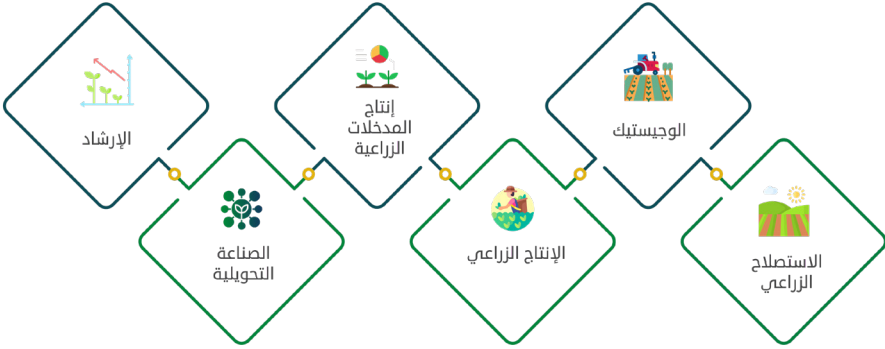 الاستصلاح
الزراعي
الوجيستيك
الإنتاج الزراعي
إنتاج
المدخلات
الزراعية
الصناعة
التحويلية
الإرشاد